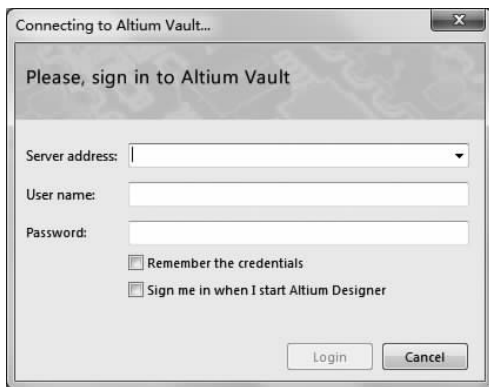 Connecting to Altium Vault...
Please, sign in to Altium Vault
Server address:
User name:
Password:
Remember the credentials
Sign me in when I start Altium Designer
Login Cancel